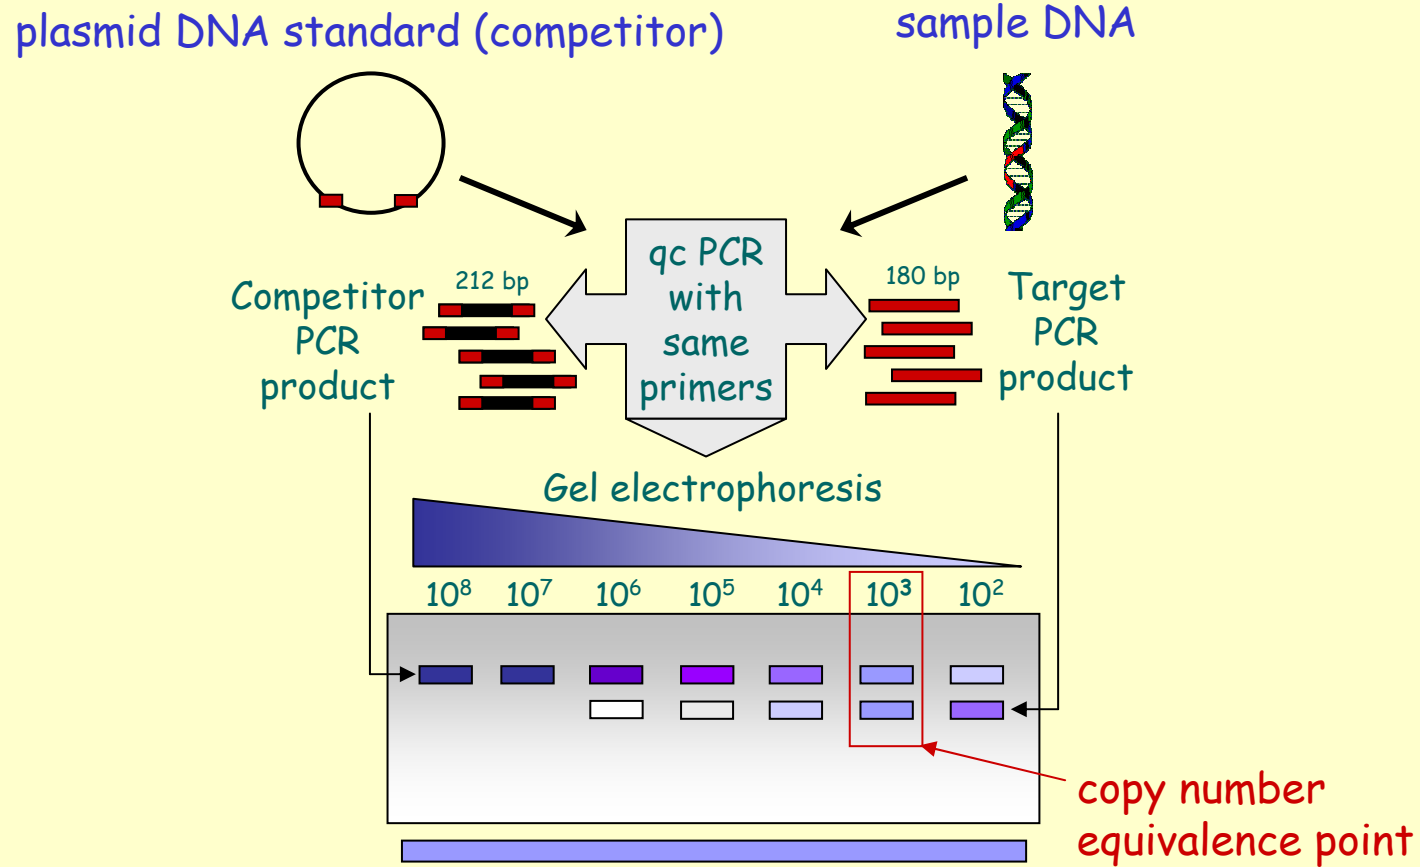 plasmid DNA standard (competitor)
sample DNA
qc PCR
with
same
primers
212 bp
Competitor
PCR
product
180 bp
Target
PCR
product
Gel electrophoresis
10⁸ 10⁷ 10⁶ 10⁵ 10⁴ 10³ 10²
copy number
equivalence point